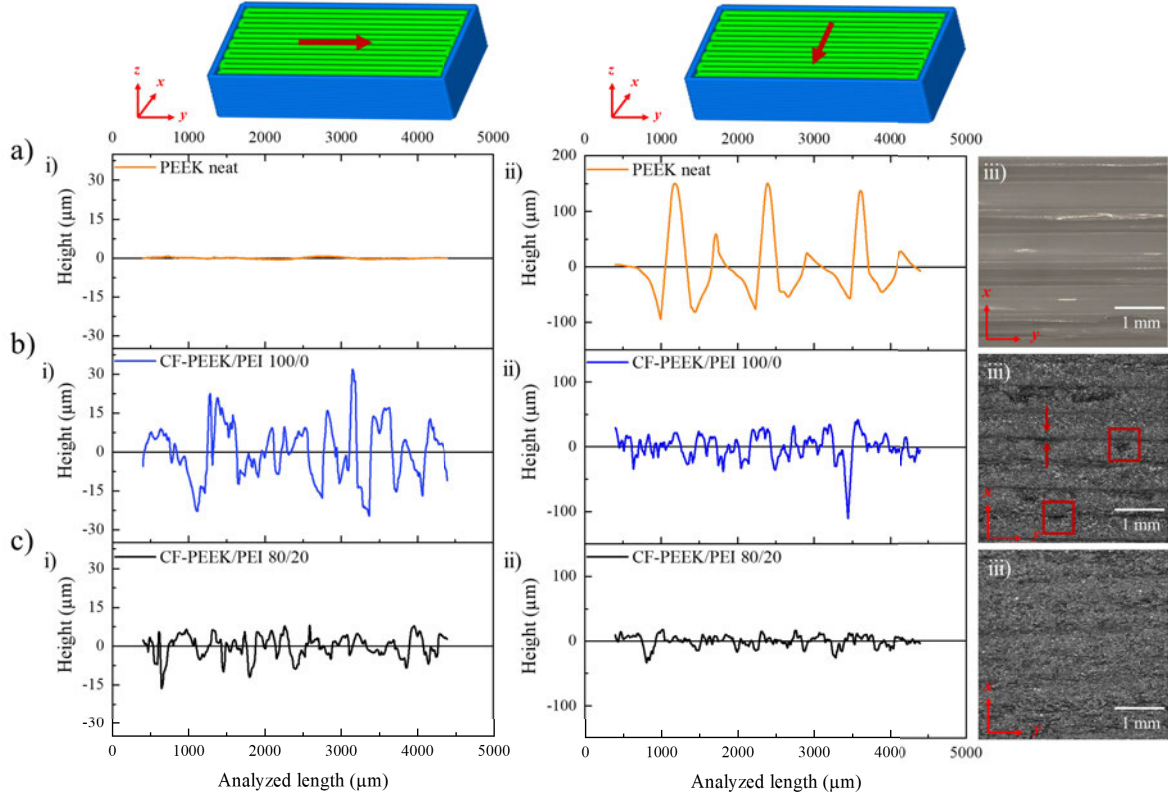 z
x
y
z
x
y
0 1000 2000 3000 4000 5000
0 1000 2000 3000 4000 5000
a)
i)
PEEK neat
Height (µm)
30
15
0
-15
-30
ii)
PEEK neat
Height (µm)
200
100
0
-100
iii)
x
y
1 mm
b)
i)
CF-PEEK/PEI 100/0
Height (µm)
30
15
0
-15
-30
ii)
CF-PEEK/PEI 100/0
Height (µm)
100
0
-100
iii)
x
y
1 mm
c)
i)
CF-PEEK/PEI 80/20
Height (µm)
30
15
0
-15
-30
ii)
CF-PEEK/PEI 80/20
Height (µm)
100
0
-100
iii)
x
y
1 mm
0 1000 2000 3000 4000 5000
0 1000 2000 3000 4000 5000
Analyzed length (µm)
Analyzed length (µm)